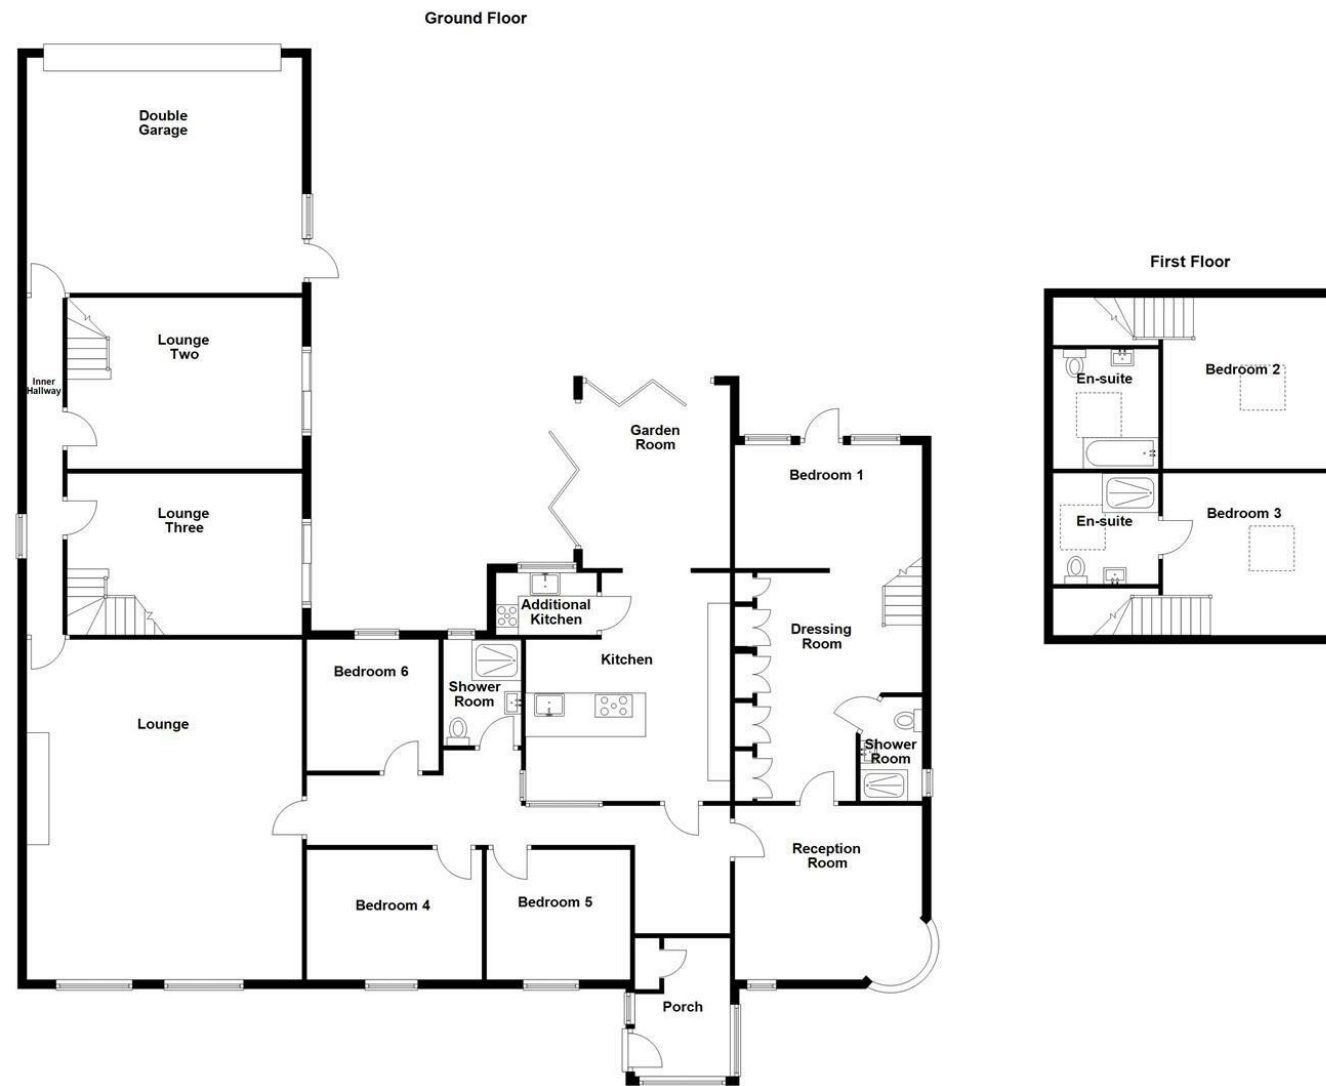 Ground Floor
Double
Garage
Lounge
Two
Inner
Hallway
Lounge
Three
Lounge
Bedroom 6
Shower
Room
Additional
Kitchen
Kitchen
Garden
Room
Bedroom 1
Dressing
Room
Shower
Room
Reception
Room
Bedroom 4
Bedroom 5
Porch
First Floor
En-suite
Bedroom 2
En-suite
Bedroom 3